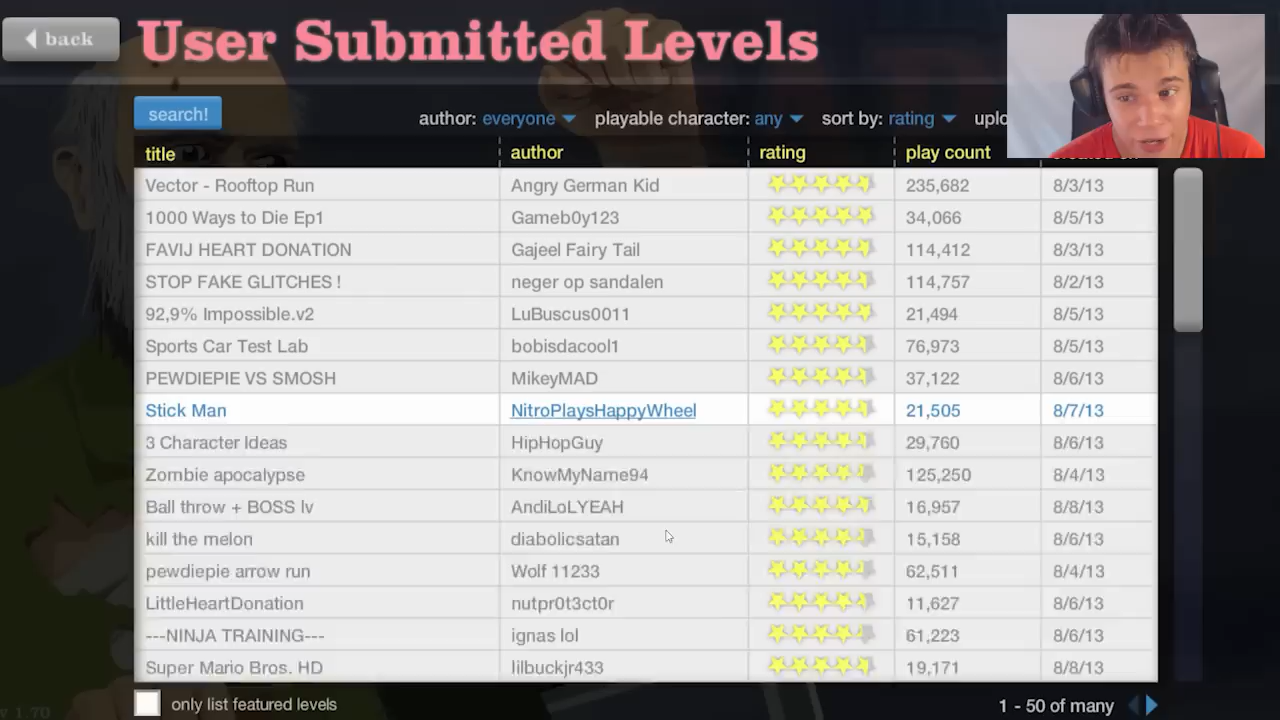 back
User Submitted Levels
search!
author: everyone playable character: any sort by: rating uplo
title author rating play count
Vector - Rooftop Run Angry German Kid 235,682 8/3/13
1000 Ways to Die Ep1 Gameb0y123 34,066 8/5/13
FAVIJ HEART DONATION Gajeel Fairy Tail 114,412 8/3/13
STOP FAKE GLITCHES ! neger op sandalen 114,757 8/2/13
92,9% Impossible.v2 LuBuscus0011 21,494 8/5/13
Sports Car Test Lab bobisdacool1 76,973 8/5/13
PEWDIEPIE VS SMOSH MikeyMAD 37,122 8/6/13
Stick Man NitroPlaysHappyWheel 21,505 8/7/13
3 Character Ideas HipHopGuy 29,760 8/6/13
Zombie apocalypse KnowMyName94 125,250 8/4/13
Ball throw + BOSS lv AndiLoLYEAH 16,957 8/8/13
kill the melon diabolicsatan 15,158 8/6/13
pewdiepie arrow run Wolf 11233 62,511 8/4/13
LittleHeartDonation nutpr0t3ct0r 11,627 8/6/13
---NINJA TRAINING--- ignas lol 61,223 8/6/13
Super Mario Bros. HD lilbuckjr433 19,171 8/8/13
only list featured levels 1 - 50 of many
v 1.70